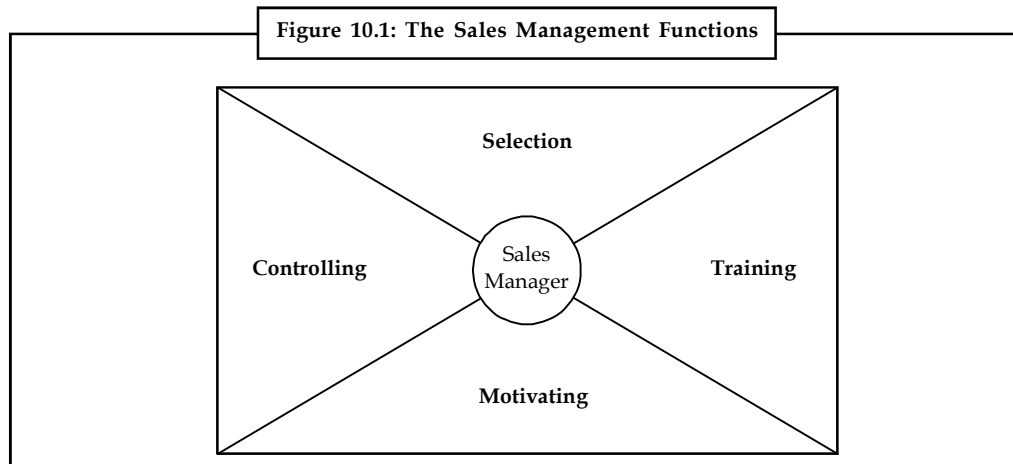 Figure 10.1: The Sales Management Functions
Selection
Controlling
Sales
Manager
Training
Motivating